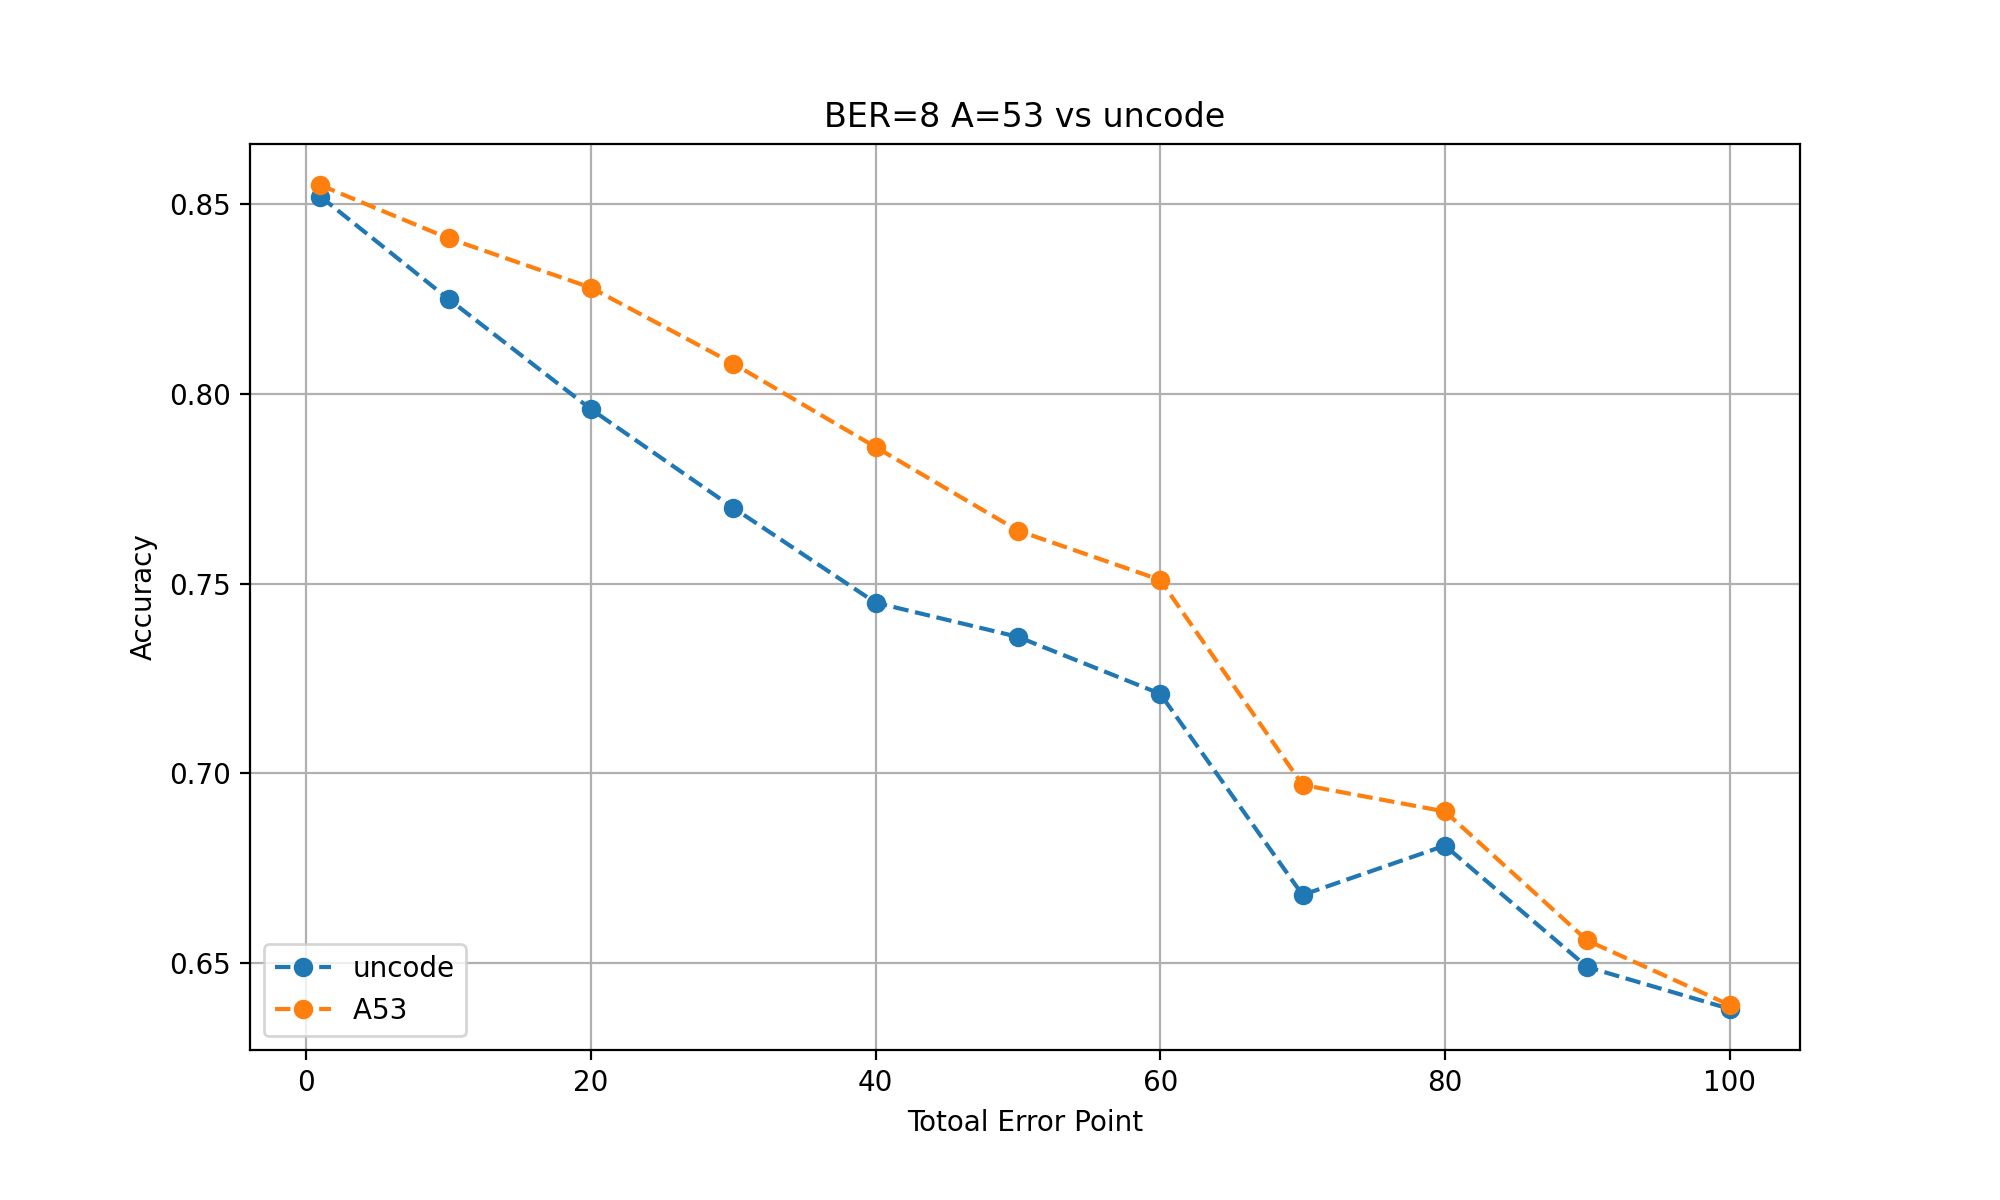 BER=8 A=53 vs uncode
0.85
0.80
0.75
0.70
0.65
Accuracy
uncode
A53
0 20 40 60 80 100
Totoal Error Point